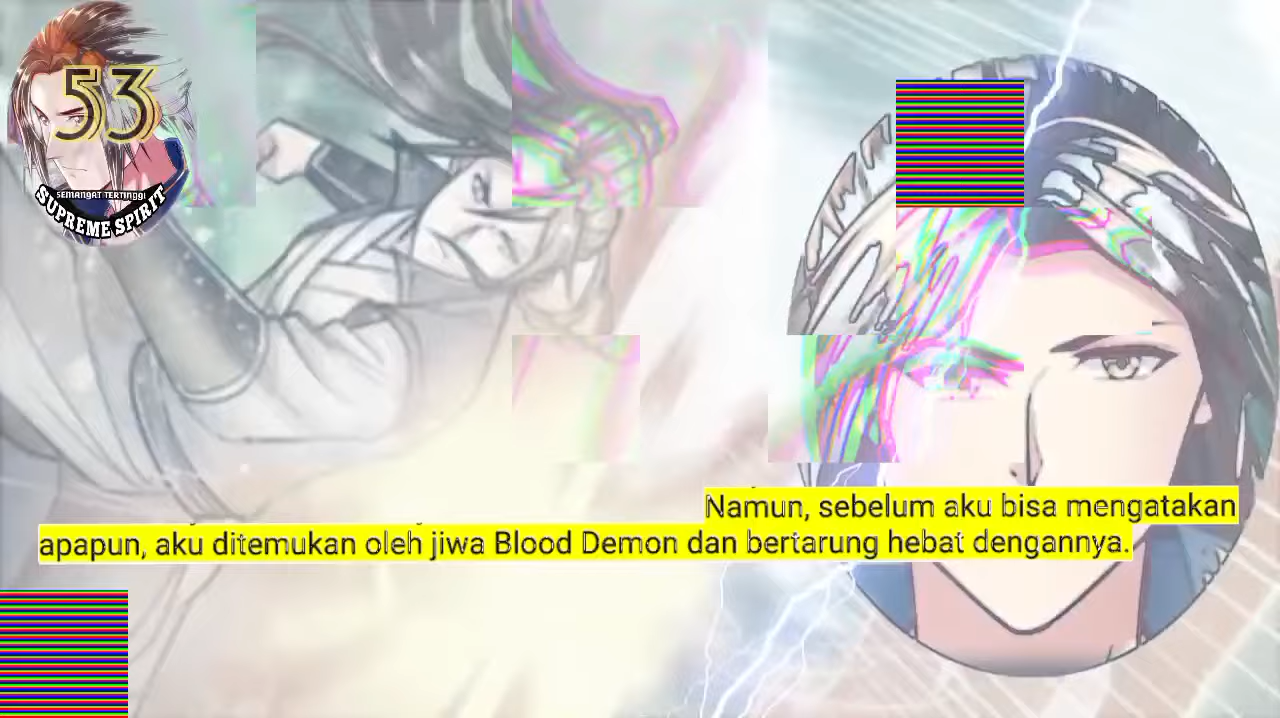 53
SEMANGAT TERTINGGI
SUPREME SPIRIT
Namun, sebelum aku bisa mengatakan
apapun, aku ditemukan oleh jiwa Blood Demon dan bertarung hebat dengannya.